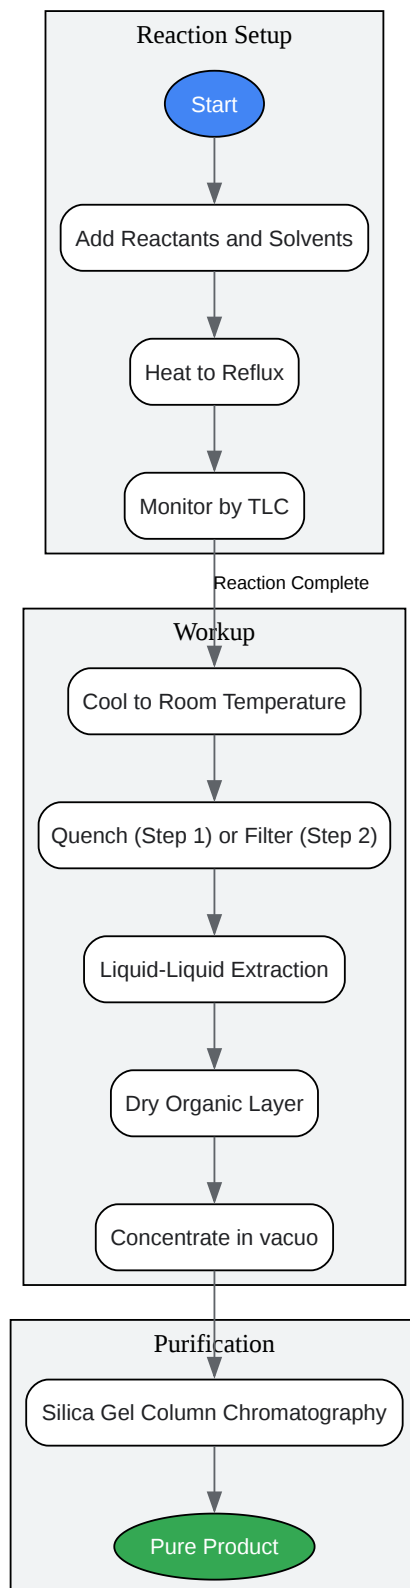 Reaction Setup
Start
Add Reactants and Solvents
Heat to Reflux
Monitor by TLC
Reaction Complete
Workup
Cool to Room Temperature
Quench (Step 1) or Filter (Step 2)
Liquid-Liquid Extraction
Dry Organic Layer
Concentrate in vacuo
Purification
Silica Gel Column Chromatography
Pure Product